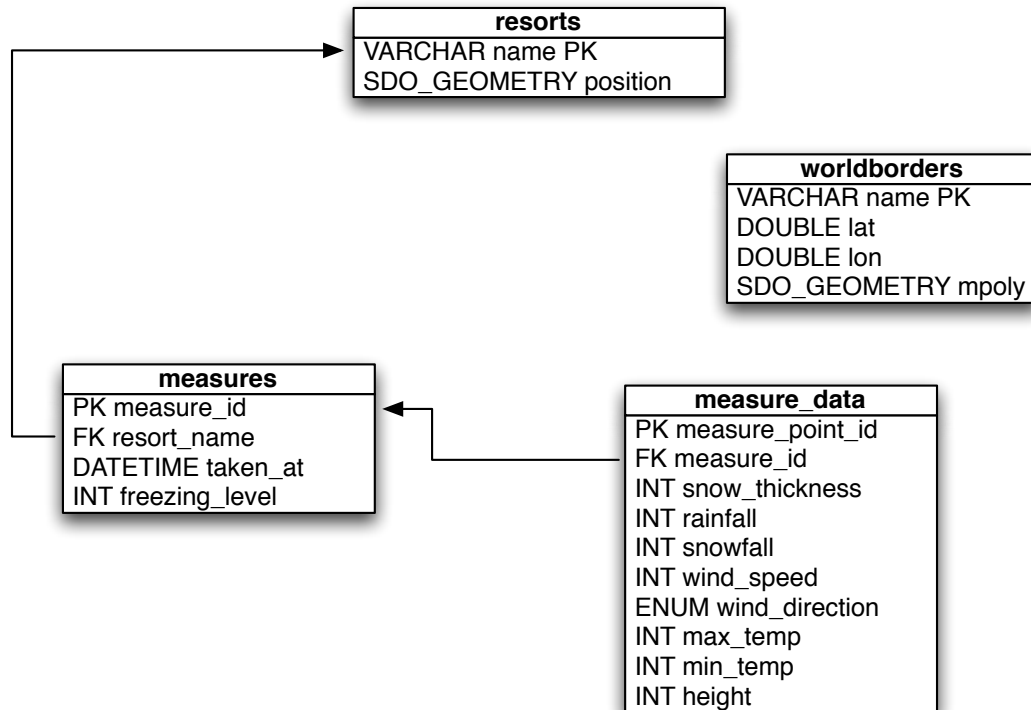 resorts
VARCHAR name PK
SDO_GEOMETRY position
worldborders
VARCHAR name PK
DOUBLE lat
DOUBLE lon
SDO_GEOMETRY mpoly
measures
PK measure_id
FK resort_name
DATETIME taken_at
INT freezing_level
measure_data
PK measure_point_id
FK measure_id
INT snow_thickness
INT rainfall
INT snowfall
INT wind_speed
ENUM wind_direction
INT max_temp
INT min_temp
INT height